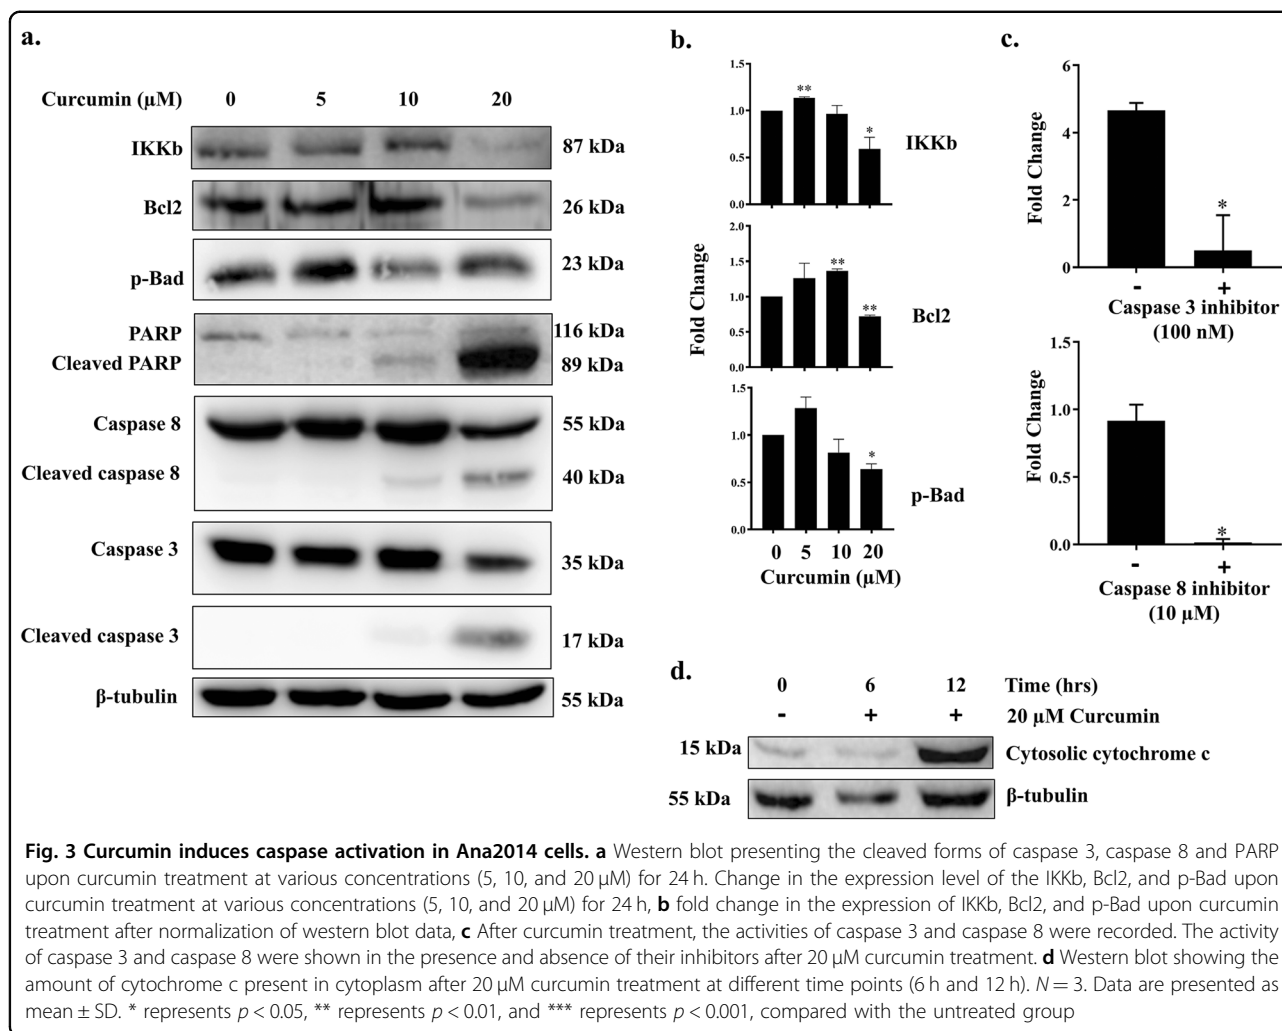 a.
Curcumin (µM) 0 5 10 20
IKKb 87 kDa
Bcl2 26 kDa
p-Bad 23 kDa
PARP 116 kDa
Cleaved PARP 89 kDa
Caspase 8 55 kDa
Cleaved caspase 8 40 kDa
Caspase 3 35 kDa
Cleaved caspase 3 17 kDa
β-tubulin 55 kDa
b.
Fold Change
1.5
1.0
0.5
0.0
** *
IKKb
2.0
1.5
1.0
0.5
0.0
** **
Bcl2
1.5
1.0
0.5
0.0
*
p-Bad
0 5 10 20
Curcumin (µM)
c.
Fold Change
6
4
2
0
*
- +
Caspase 3 inhibitor
(100 nM)
Fold Change
1.5
1.0
0.5
0.0
*
- +
Caspase 8 inhibitor
(10 µM)
d.
0 6 12 Time (hrs)
- + + 20 µM Curcumin
15 kDa Cytosolic cytochrome c
55 kDa β-tubulin
Fig. 3 Curcumin induces caspase activation in Ana2014 cells. a Western blot presenting the cleaved forms of caspase 3, caspase 8 and PARP
upon curcumin treatment at various concentrations (5, 10, and 20 µM) for 24 h. Change in the expression level of the IKKb, Bcl2, and p-Bad upon
curcumin treatment at various concentrations (5, 10, and 20 µM) for 24 h, b fold change in the expression of IKKb, Bcl2, and p-Bad upon curcumin
treatment after normalization of western blot data, c After curcumin treatment, the activities of caspase 3 and caspase 8 were recorded. The activity
of caspase 3 and caspase 8 were shown in the presence and absence of their inhibitors after 20 µM curcumin treatment. d Western blot showing the
amount of cytochrome c present in cytoplasm after 20 µM curcumin treatment at different time points (6 h and 12 h). N = 3. Data are presented as
mean ± SD. * represents p < 0.05, ** represents p < 0.01, and *** represents p < 0.001, compared with the untreated group